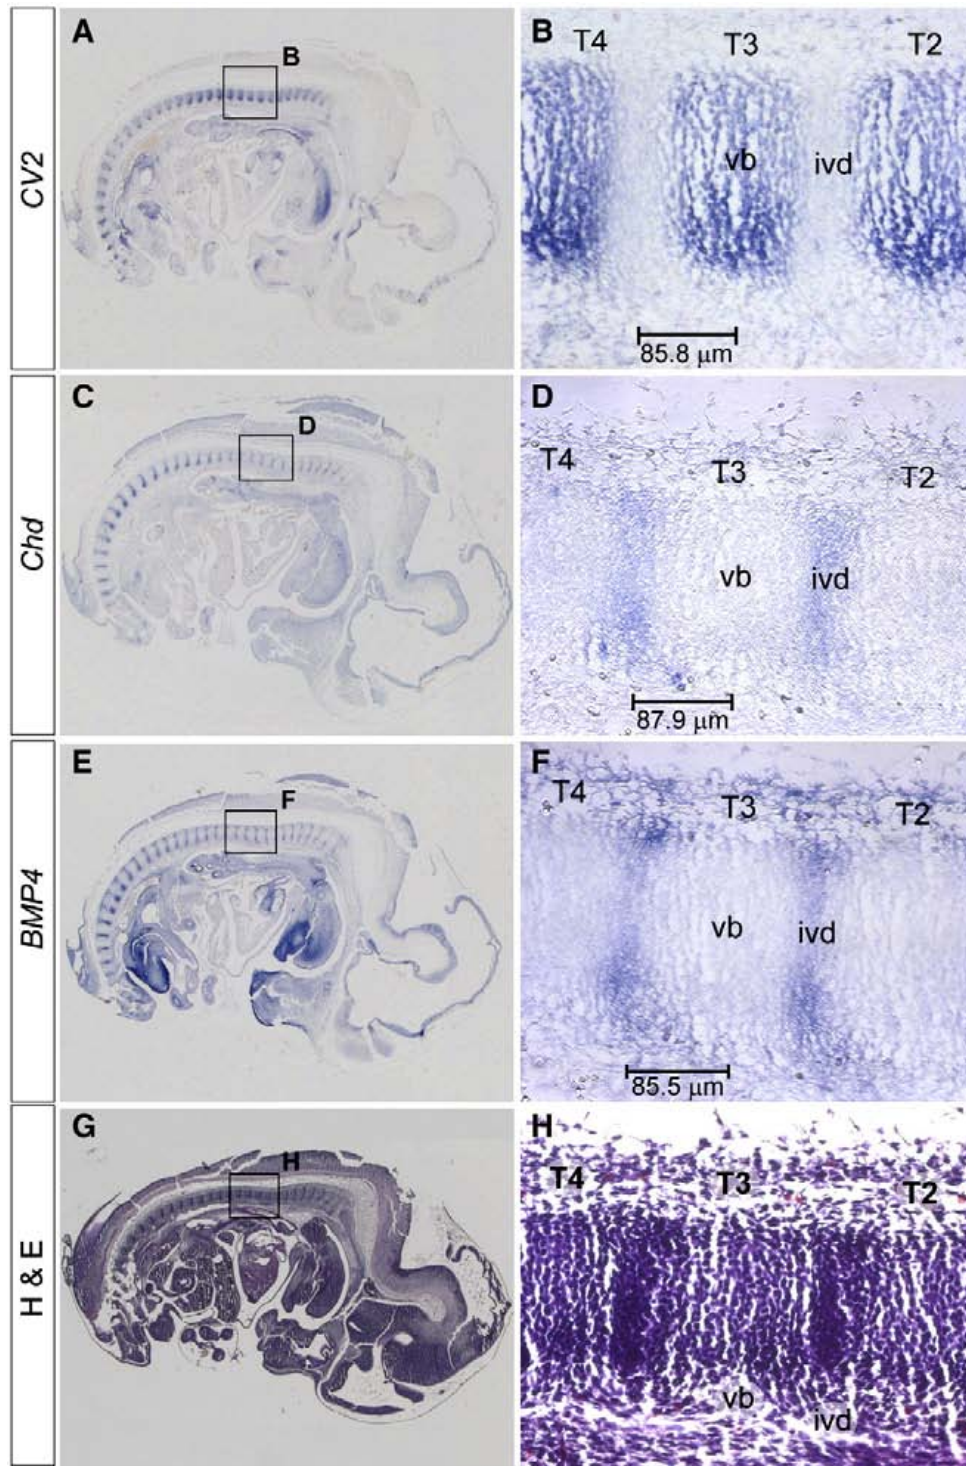 CV2
A
B
B
T4
T3
T2
vb
ivd
85.8 μm
Chd
C
D
D
T4
T3
T2
vb
ivd
87.9 μm
BMP4
E
F
F
T4
T3
T2
vb
ivd
85.5 μm
H & E
G
H
H
T4
T3
T2
vb
ivd